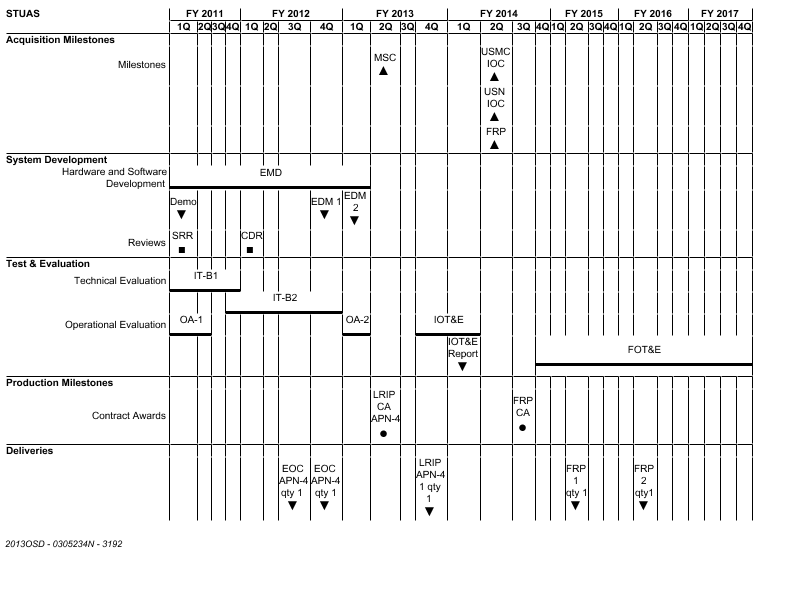 STUAS FY 2011 FY 2012 FY 2013 FY 2014 FY 2015 FY 2016 FY 2017
1Q 2Q 3Q 4Q 1Q 2Q 3Q 4Q 1Q 2Q 3Q 4Q 1Q 2Q 3Q 4Q 1Q 2Q 3Q 4Q 1Q 2Q 3Q 4Q 1Q 2Q 3Q 4Q
Acquisition Milestones
Milestones
MSC
USMC
IOC
USN
IOC
FRP
System Development
Hardware and Software
Development
EMD
Demo
EDM 1
EDM
2
Reviews
SRR
CDR
Test & Evaluation
Technical Evaluation
IT-B1
IT-B2
Operational Evaluation
OA-1
OA-2
IOT&E
IOT&E
Report
FOT&E
Production Milestones
Contract Awards
LRIP
CA
APN-4
FRP
CA
Deliveries
EOC
APN-4
qty 1
EOC
APN-4
qty 1
LRIP
APN-4
1 qty
1
FRP
1
qty 1
FRP
2
qty1
2013OSD - 0305234N - 3192